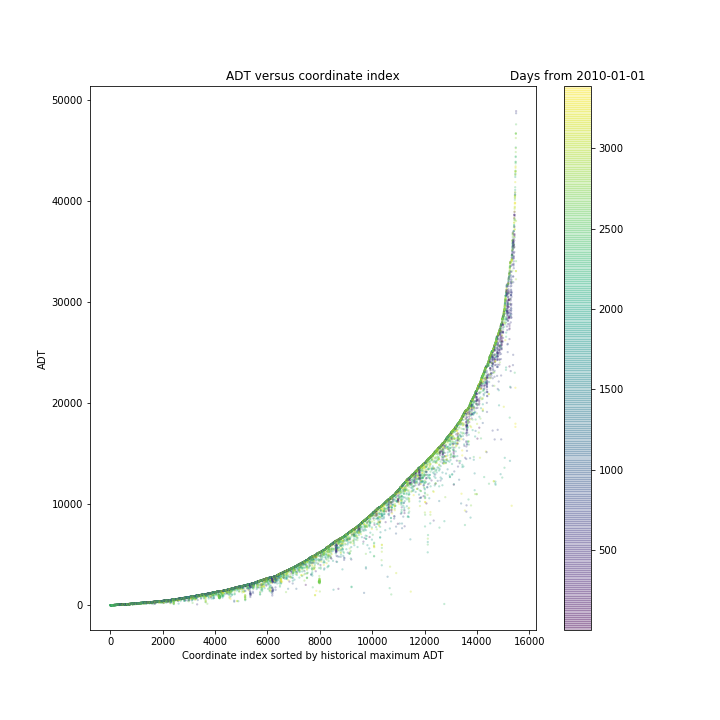 ADT versus coordinate index
Days from 2010-01-01
50000
40000
30000
20000
10000
0
ADT
0 2000 4000 6000 8000 10000 12000 14000 16000
Coordinate index sorted by historical maximum ADT
3000
2500
2000
1500
1000
500